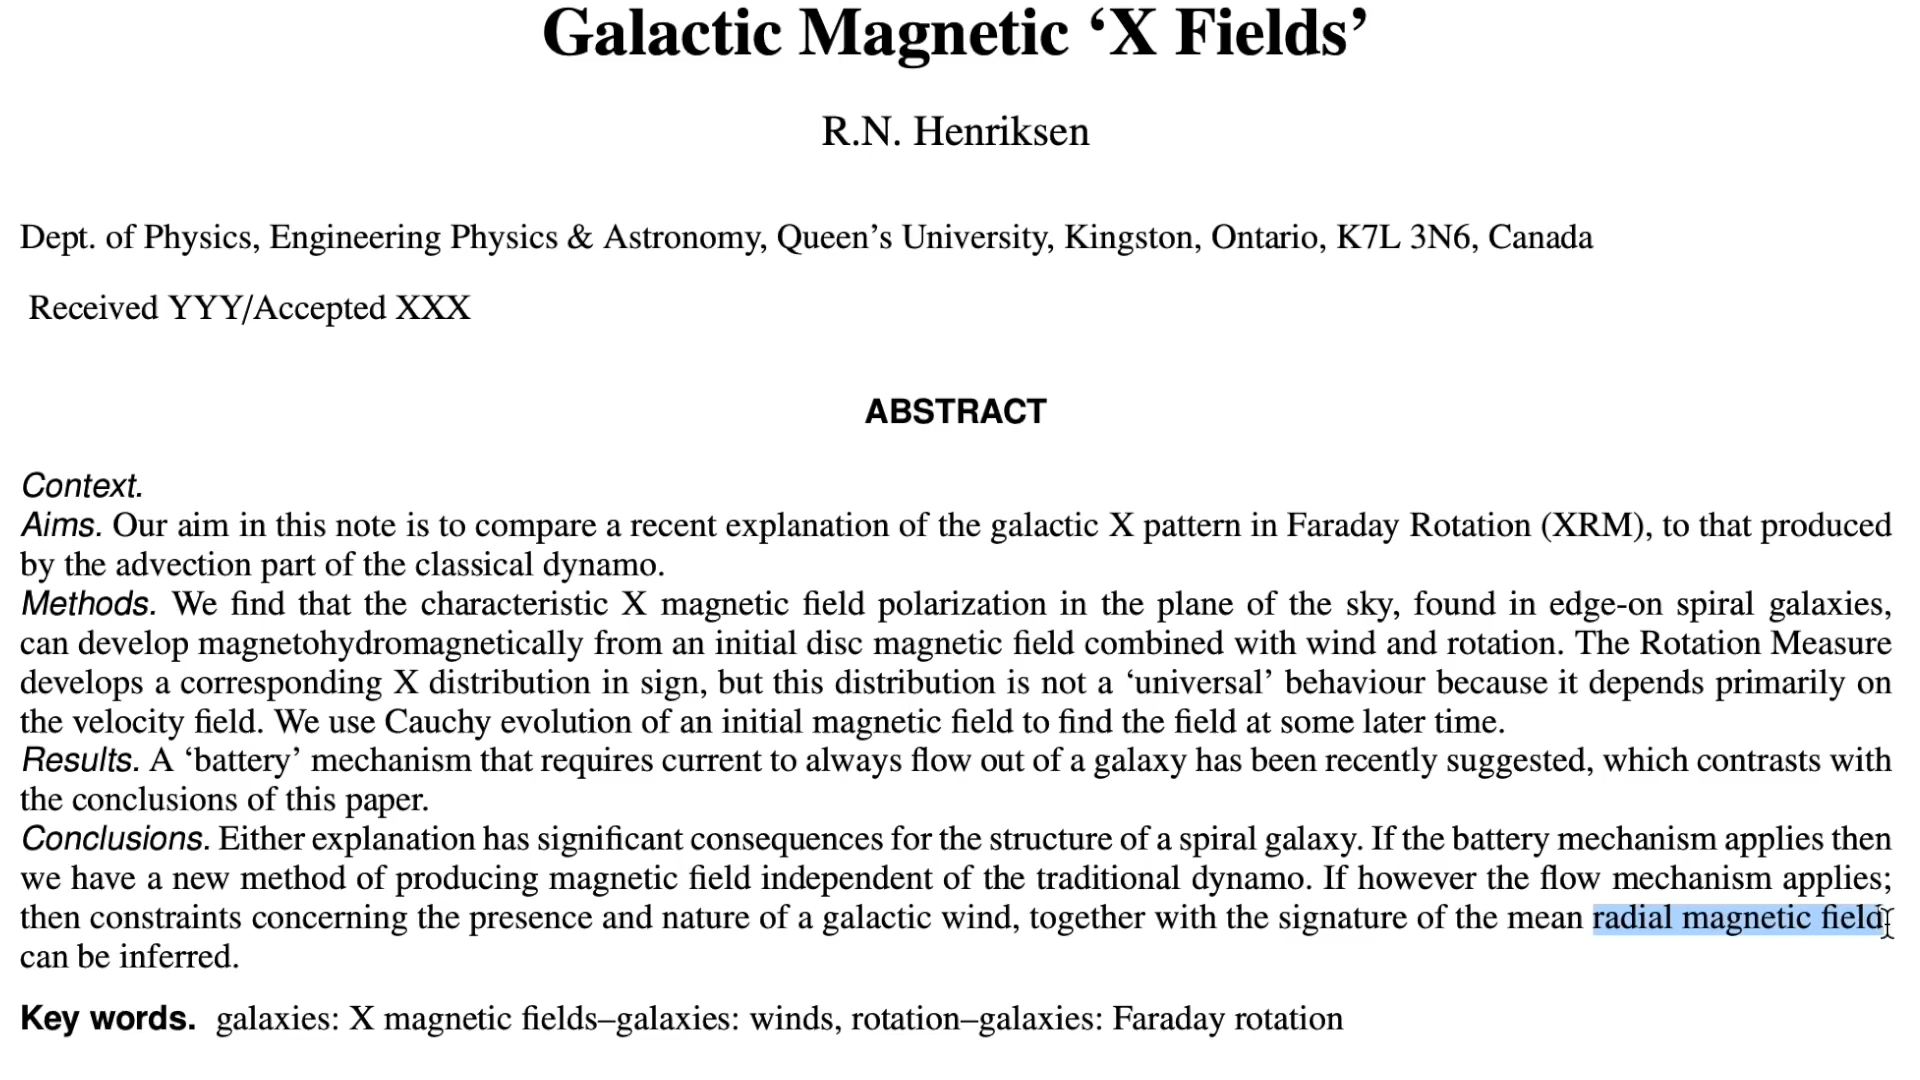 Galactic Magnetic ‘X Fields’
R.N. Henriksen
Dept. of Physics, Engineering Physics & Astronomy, Queen’s University, Kingston, Ontario, K7L 3N6, Canada
Received YYY/Accepted XXX
ABSTRACT
Context.
Aims. Our aim in this note is to compare a recent explanation of the galactic X pattern in Faraday Rotation (XRM), to that produced
by the advection part of the classical dynamo.
Methods. We find that the characteristic X magnetic field polarization in the plane of the sky, found in edge-on spiral galaxies,
can develop magnetohydromagnetically from an initial disc magnetic field combined with wind and rotation. The Rotation Measure
develops a corresponding X distribution in sign, but this distribution is not a ‘universal’ behaviour because it depends primarily on
the velocity field. We use Cauchy evolution of an initial magnetic field to find the field at some later time.
Results. A ‘battery’ mechanism that requires current to always flow out of a galaxy has been recently suggested, which contrasts with
the conclusions of this paper.
Conclusions. Either explanation has significant consequences for the structure of a spiral galaxy. If the battery mechanism applies then
we have a new method of producing magnetic field independent of the traditional dynamo. If however the flow mechanism applies;
then constraints concerning the presence and nature of a galactic wind, together with the signature of the mean radial magnetic field,
can be inferred.
Key words. galaxies: X magnetic fields–galaxies: winds, rotation–galaxies: Faraday rotation